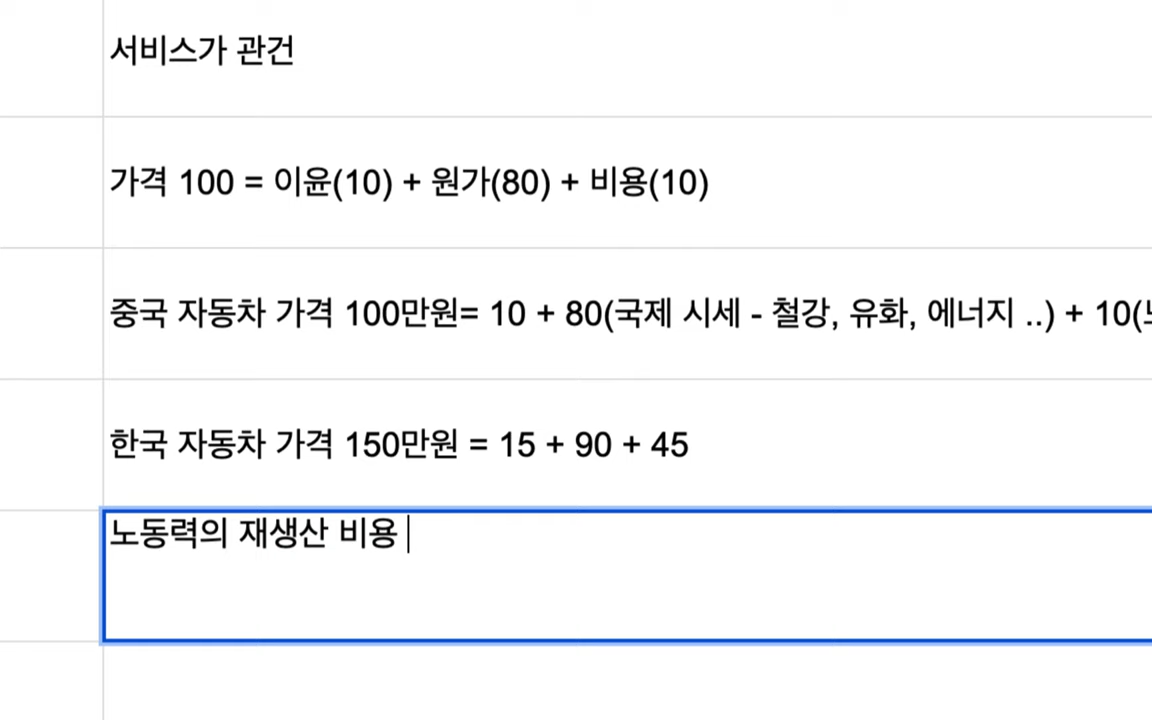 서비스가 관건
가격 100 = 이윤(10) + 원가(80) + 비용(10)
중국 자동차 가격 100만원= 10 + 80(국제 시세 - 철강, 유화, 에너지 ..) + 10(
한국 자동차 가격 150만원 = 15 + 90 + 45
노동력의 재생산 비용